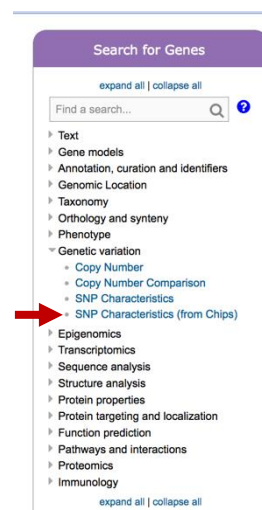 Search for Genes
expand all | collapse all
Find a search...
?
Text
Gene models
Annotation, curation and identifiers
Genomic Location
Taxonomy
Orthology and synteny
Phenotype
Genetic variation
Copy Number
Copy Number Comparison
SNP Characteristics
SNP Characteristics (from Chips)
Epigenomics
Transcriptomics
Sequence analysis
Structure analysis
Protein properties
Protein targeting and localization
Function prediction
Pathways and interactions
Proteomics
Immunology
expand all | collapse all